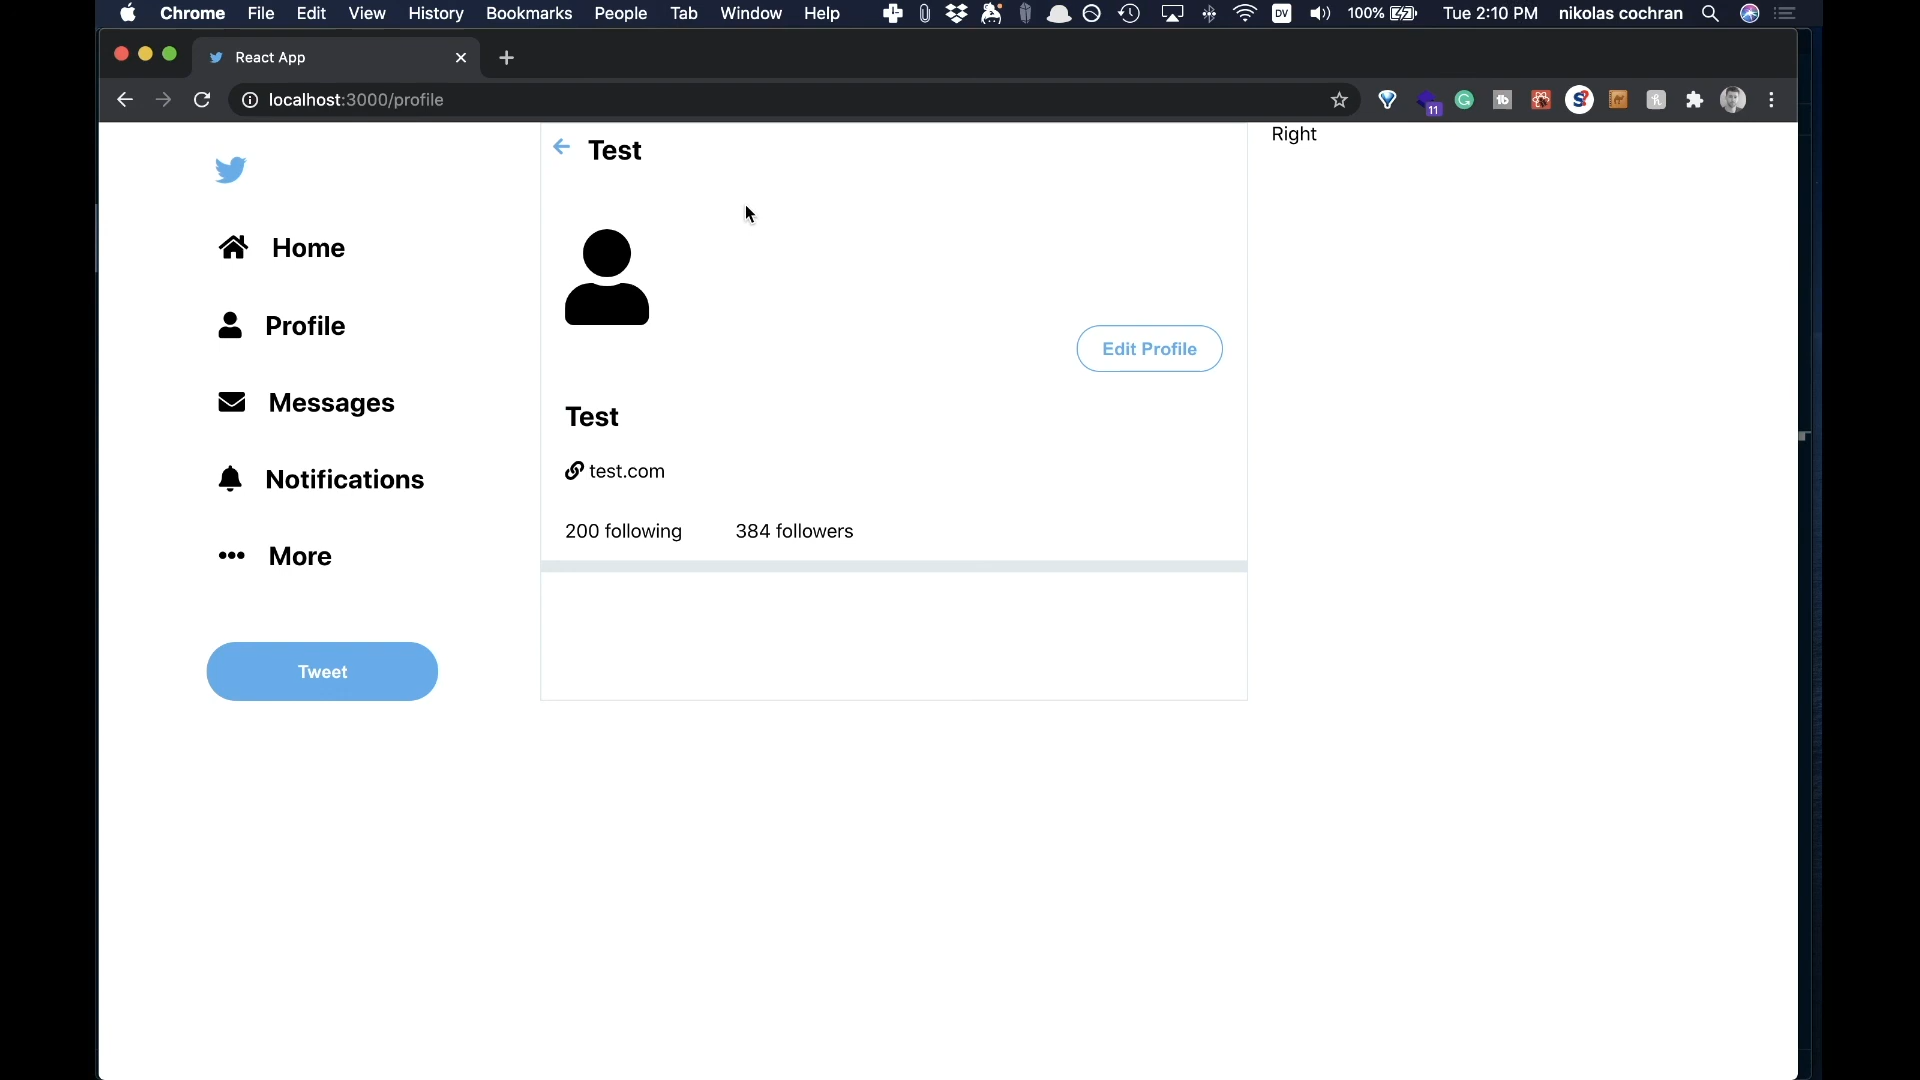 Chrome File Edit View History Bookmarks People Tab Window Help DV 100% Tue 2:10 PM nikolas cochran
React App
localhost:3000/profile
11
Test
Right
Home
Profile
Edit Profile
Messages
Test
test.com
Notifications
200 following 384 followers
More
Tweet